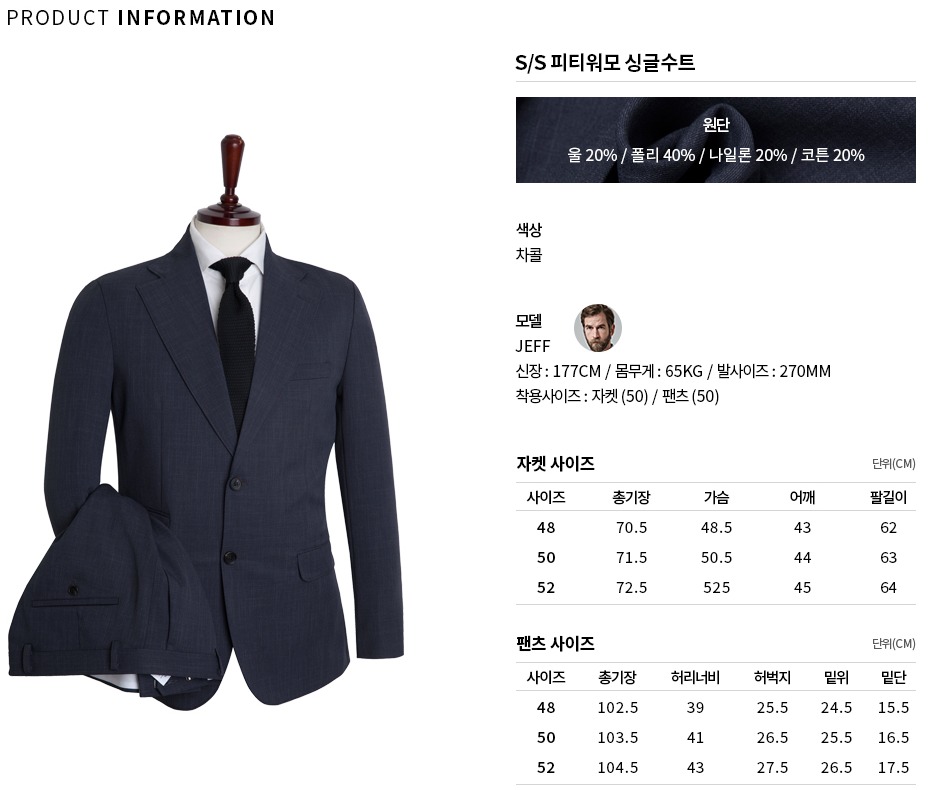 PRODUCT INFORMATION
S/S 피티워모 싱글수트
원단
울 20% / 폴리 40% / 나일론 20% / 코튼 20%
색상
차콜
모델
JEFF
신장 : 177CM / 몸무게 : 65KG / 발사이즈 : 270MM
착용사이즈 : 자켓 (50) / 팬츠 (50)
자켓 사이즈 단위(CM)
사이즈 총기장 가슴 어깨 팔길이
48 70.5 48.5 43 62
50 71.5 50.5 44 63
52 72.5 525 45 64
팬츠 사이즈 단위(CM)
사이즈 총기장 허리너비 허벅지 밑위 밑단
48 102.5 39 25.5 24.5 15.5
50 103.5 41 26.5 25.5 16.5
52 104.5 43 27.5 26.5 17.5